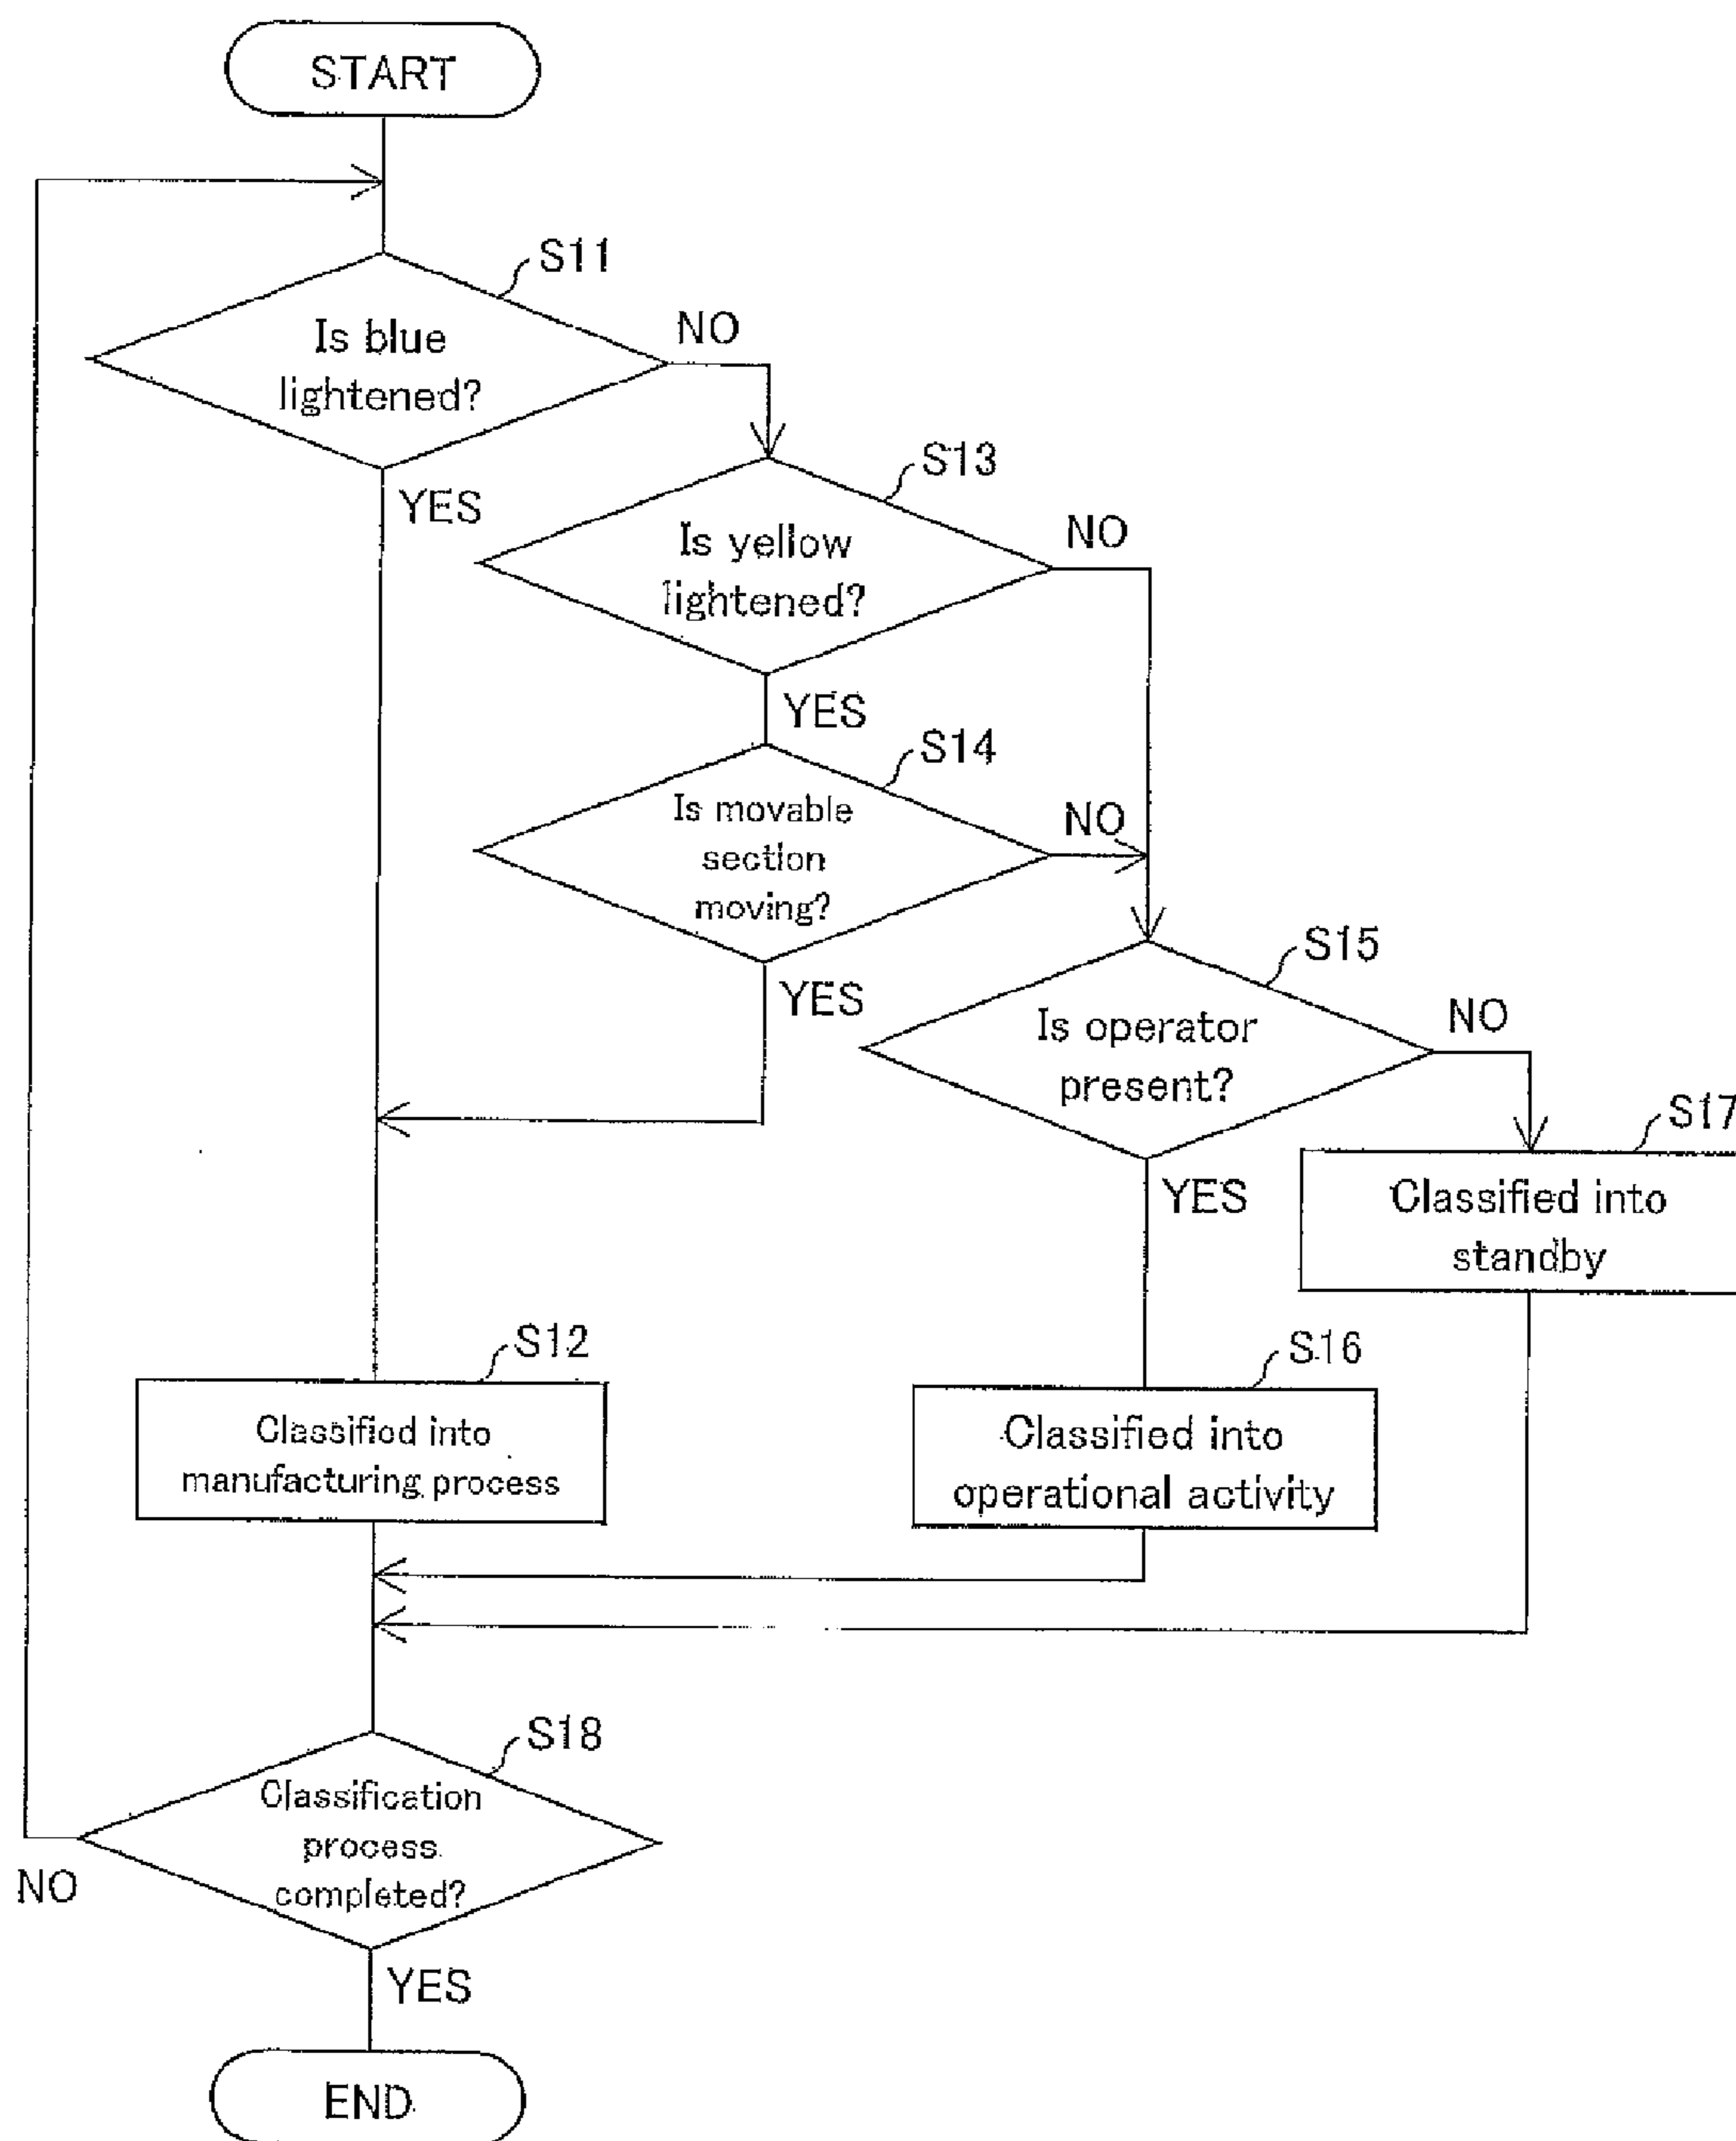 START
S11
Is blue
lightened?
NO
YES
S13
Is yellow
lightened?
NO
YES
S14
Is movable
section
moving?
NO
YES
S15
Is operator
present?
NO
YES
S17
Classified into
standby
S12
Classified into
manufacturing process
S16
Classified into
operational activity
S18
Classification
process
completed?
NO
YES
END